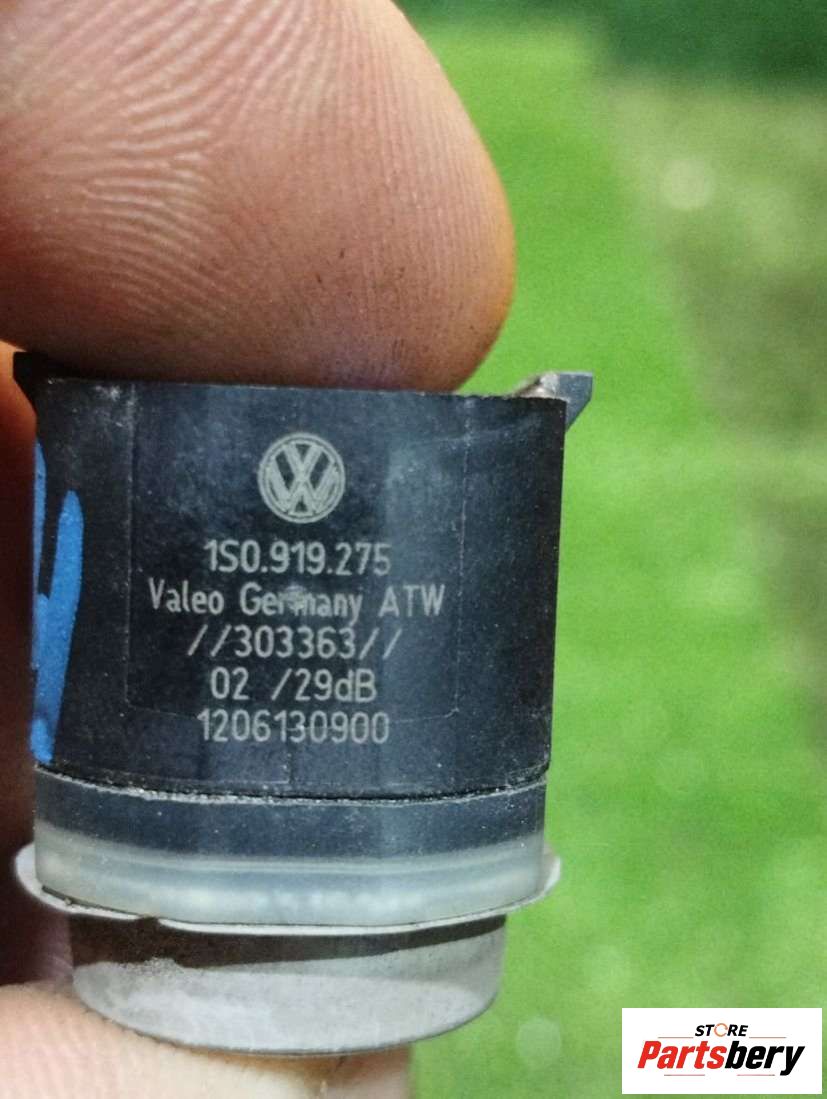 1S0.919.275
Valeo Germany ATW
//303363//
02 /29dB
1206130900
STORE
Partsbery